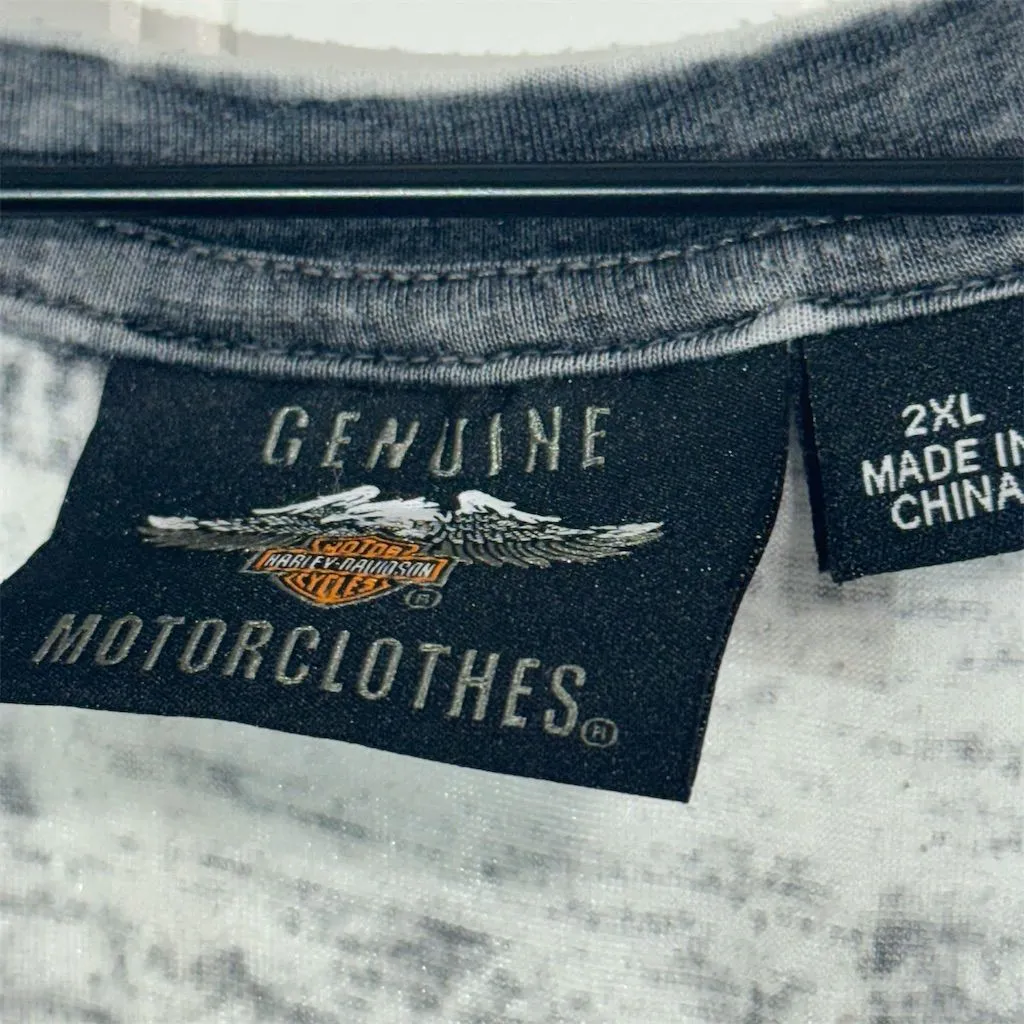 GENUINE
MOTOR
HARLEY-DAVIDSON
CYCLES
®
MOTORCLOTHES®
2XL
MADE IN
CHINA